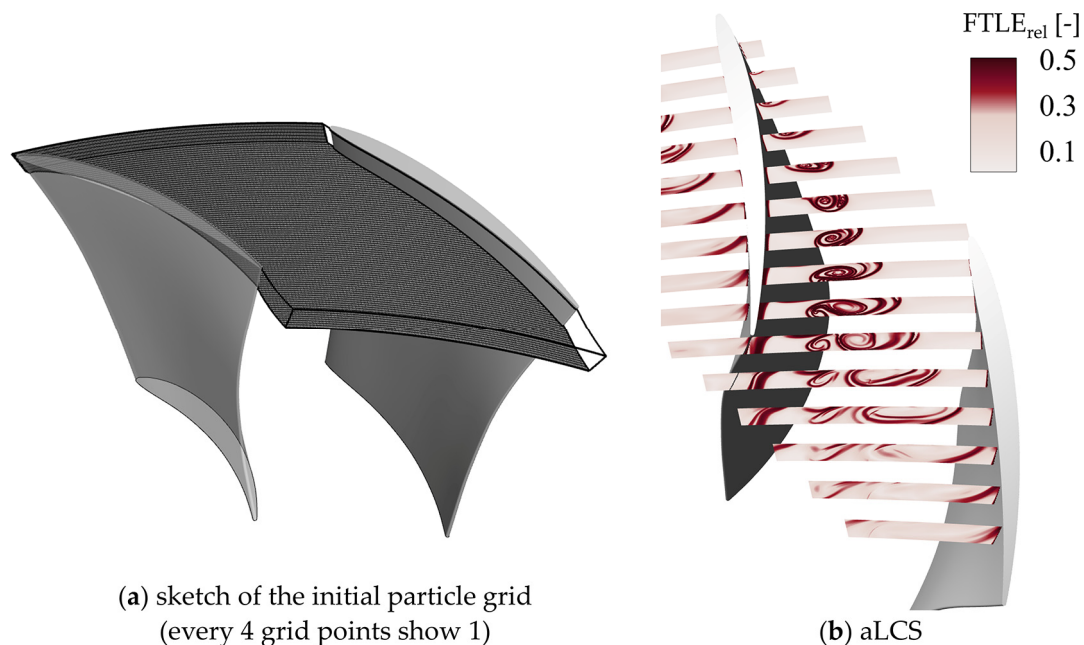 FTLErel [-]
0.5
0.3
0.1
(a) sketch of the initial particle grid
(every 4 grid points show 1)
(b) aLCS